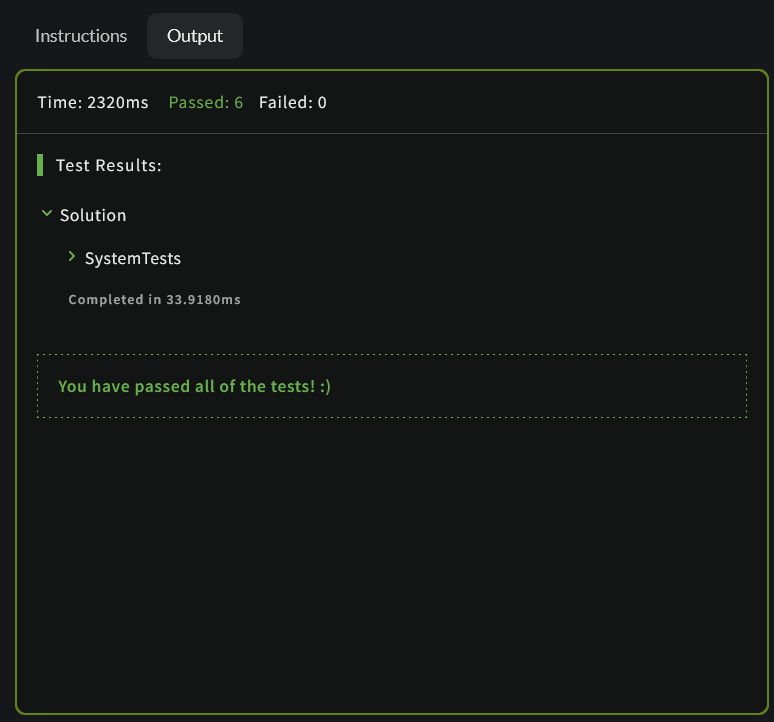 Instructions Output
Time: 2320ms Passed: 6 Failed: 0
Test Results:
Solution
SystemTests
Completed in 33.9180ms
You have passed all of the tests! :)